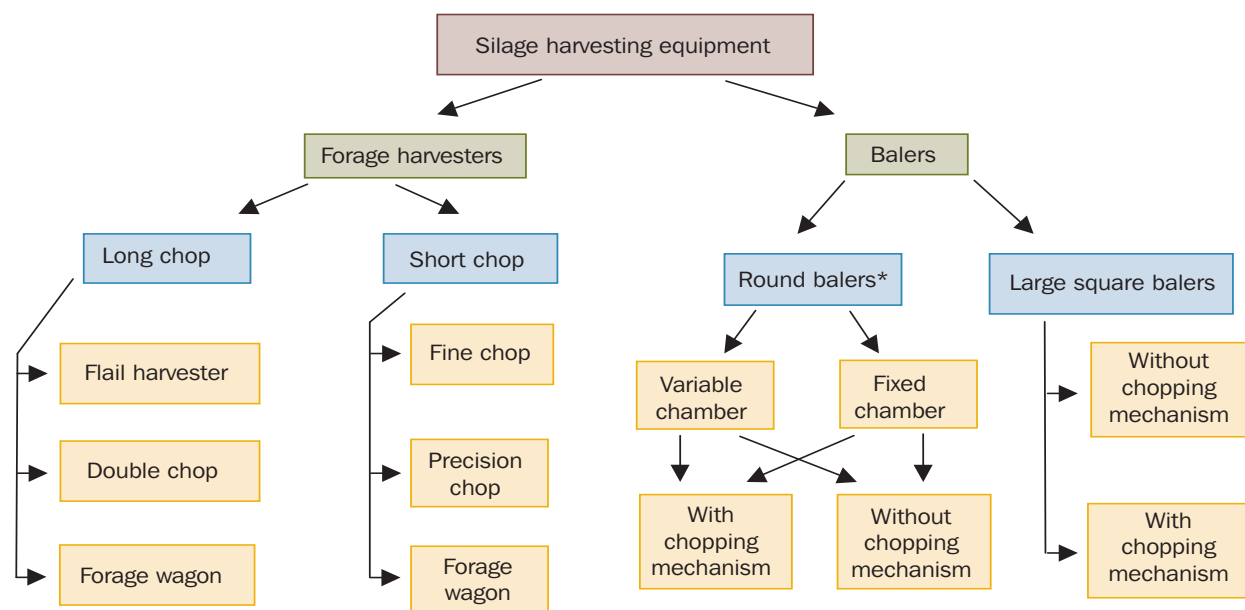 Silage harvesting equipment
Forage harvesters
Balers
Long chop
Short chop
Round balers*
Large square balers
Flail harvester
Double chop
Forage wagon
Fine chop
Precision
chop
Forage
wagon
Variable
chamber
Fixed
chamber
With
chopping
mechanism
Without
chopping
mechanism
Without
chopping
mechanism
With
chopping
mechanism